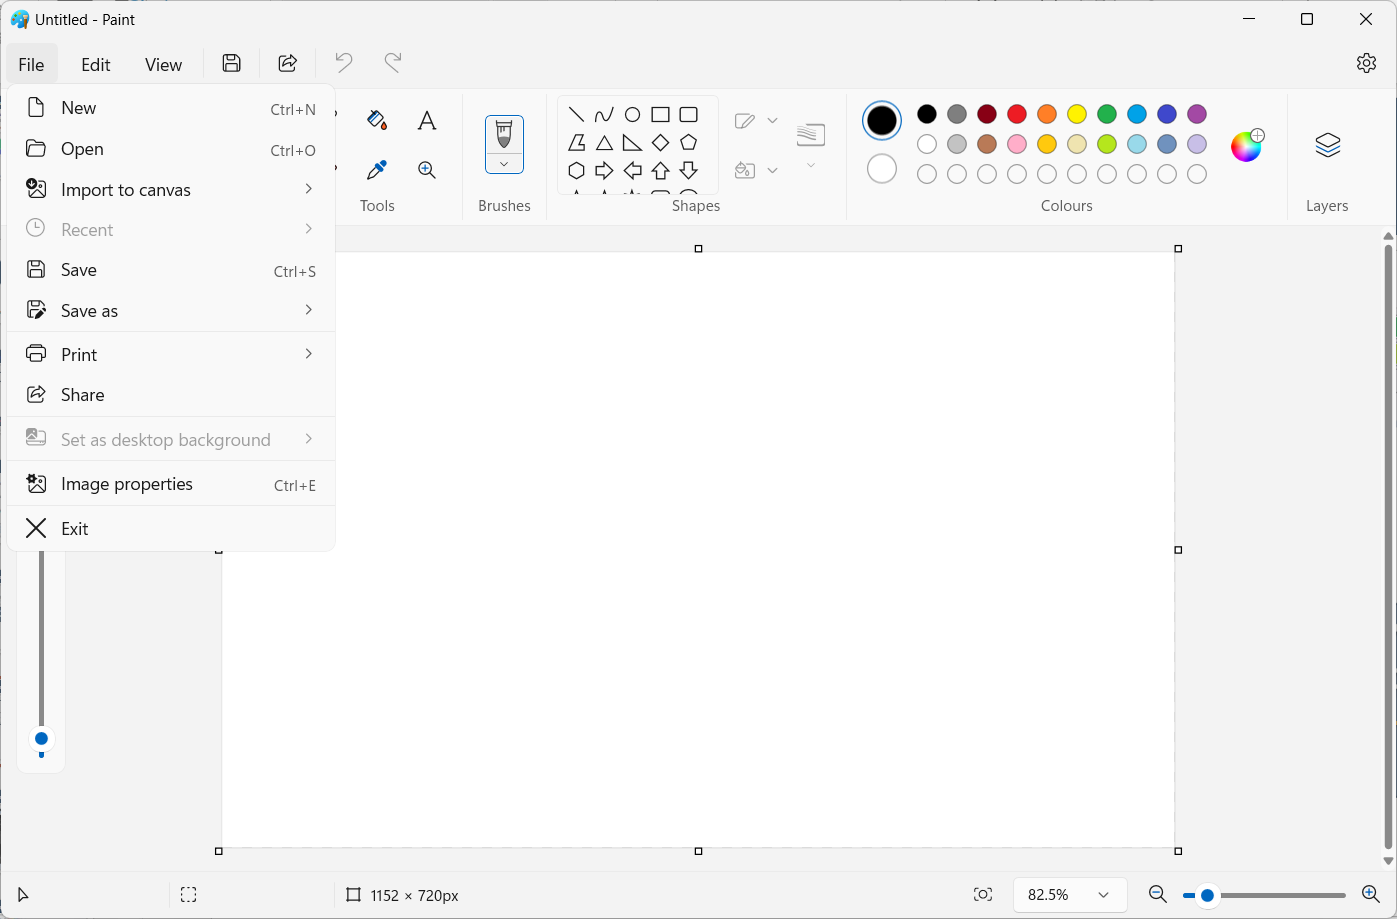 Untitled - Paint
File Edit View
New Ctrl+N
Open Ctrl+O
Import to canvas
Recent
Save Ctrl+S
Save as
Print
Share
Set as desktop background
Image properties Ctrl+E
Exit
Tools
Brushes
Shapes
Colours
Layers
1152 × 720px
82.5%